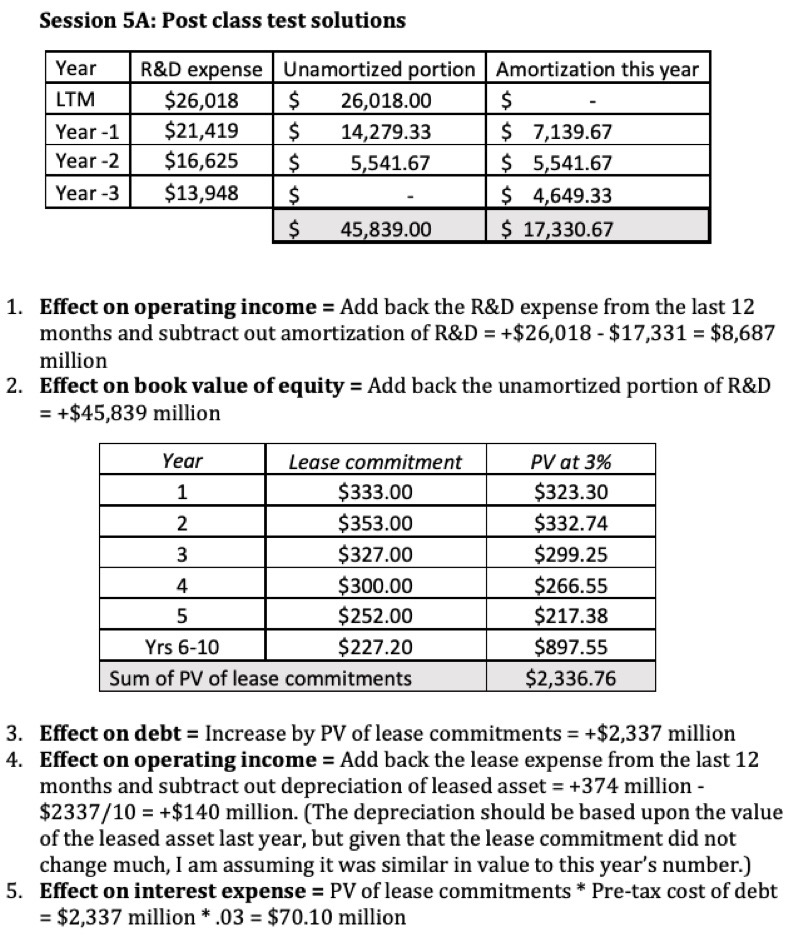 Session 5A: Post class test solutions
Year R&D expense Unamortized portion Amortization this year
LTM $26,018 $ 26,018.00 $ -
Year -1 $21,419 $ 14,279.33 $ 7,139.67
Year -2 $16,625 $ 5,541.67 $ 5,541.67
Year -3 $13,948 $ - $ 4,649.33
$ 45,839.00 $ 17,330.67
1. Effect on operating income = Add back the R&D expense from the last 12
months and subtract out amortization of R&D = +$26,018 - $17,331 = $8,687
million
2. Effect on book value of equity = Add back the unamortized portion of R&D
= +$45,839 million
Year Lease commitment PV at 3%
1 $333.00 $323.30
2 $353.00 $332.74
3 $327.00 $299.25
4 $300.00 $266.55
5 $252.00 $217.38
Yrs 6-10 $227.20 $897.55
Sum of PV of lease commitments $2,336.76
3. Effect on debt = Increase by PV of lease commitments = +$2,337 million
4. Effect on operating income = Add back the lease expense from the last 12
months and subtract out depreciation of leased asset = +374 million -
$2337/10 = +$140 million. (The depreciation should be based upon the value
of the leased asset last year, but given that the lease commitment did not
change much, I am assuming it was similar in value to this year's number.)
5. Effect on interest expense = PV of lease commitments * Pre-tax cost of debt
= $2,337 million * .03 = $70.10 million